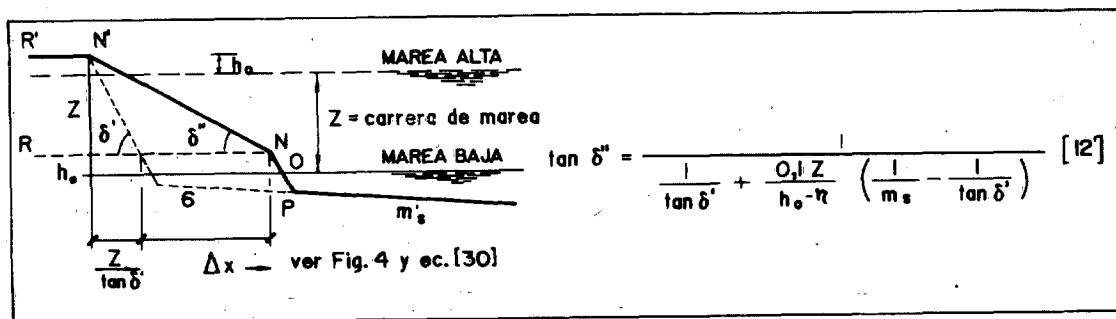 R' N' MAREA ALTA
h₀
Z
Z = carrera de marea
δ' δ" N
R O MAREA BAJA
h₀
6 P m'ₛ
Z / tan δ' Δx → ver Fig. 4 y ec.[30]
tan δ" = 1 / ( 1 / tan δ' + 0,1 Z / h₀-η ( 1 / mₛ - 1 / tan δ' ) ) [12]